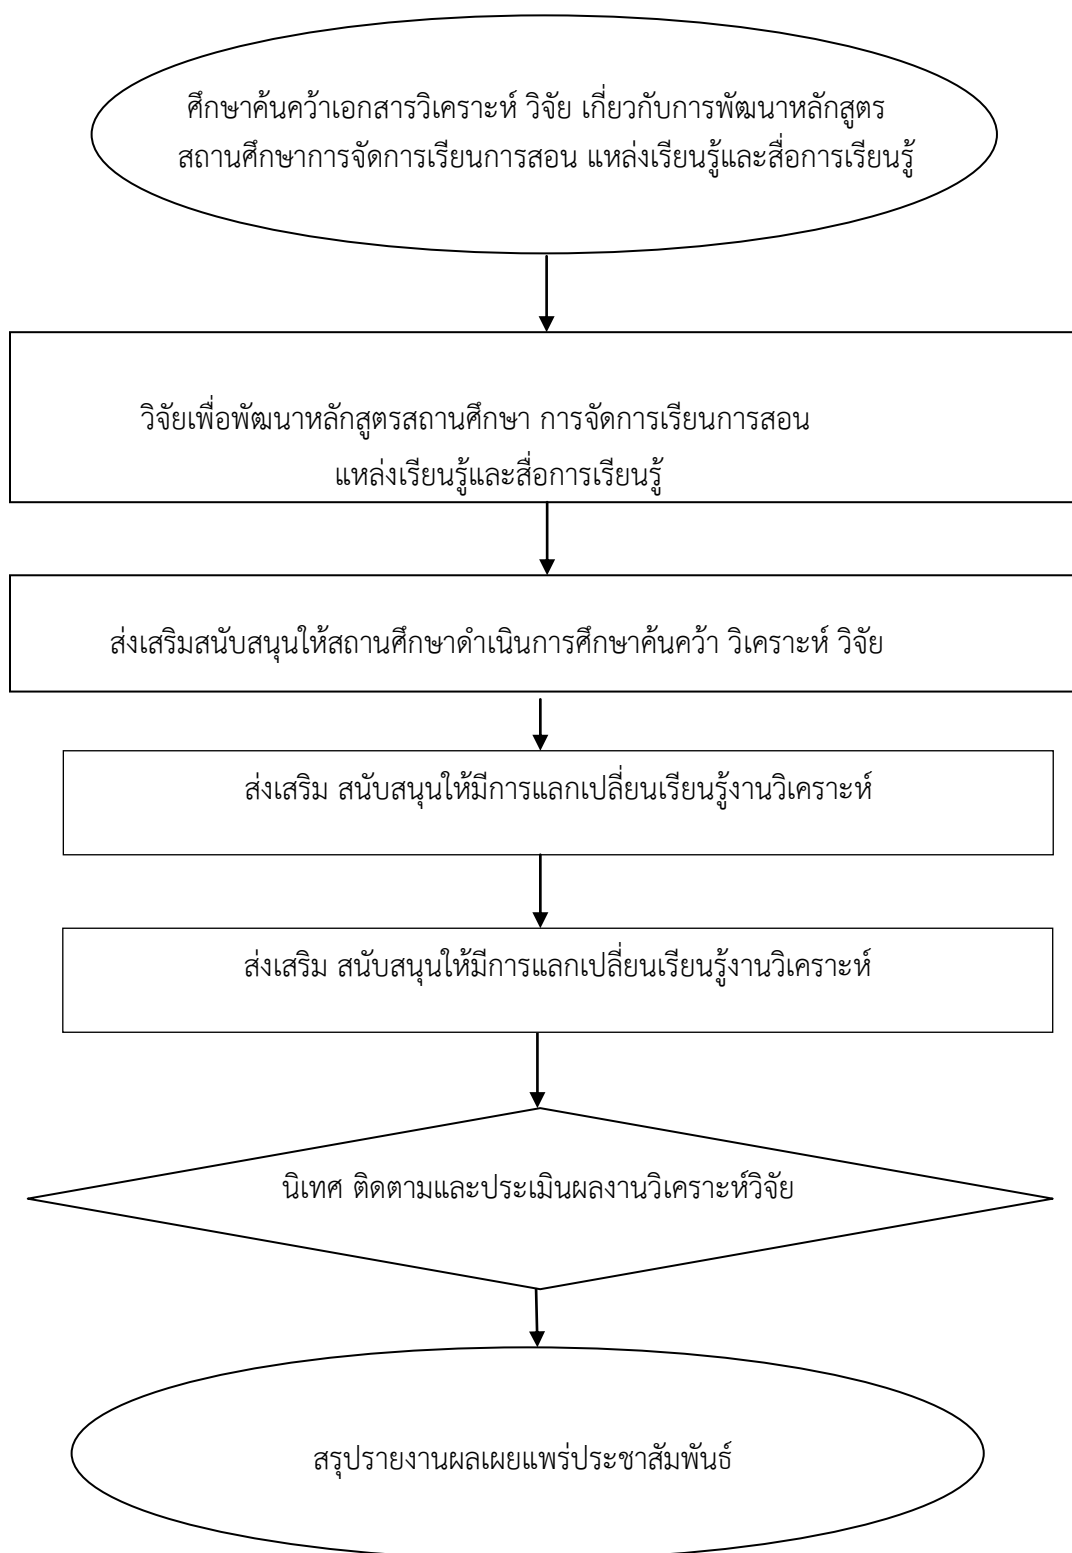 ศึกษาค้นคว้าเอกสารวิเคราะห์ วิจัย เกี่ยวกับการพัฒนาหลักสูตร
สถานศึกษาการจัดการเรียนการสอน แหล่งเรียนรู้และสื่อการเรียนรู้
วิจัยเพื่อพัฒนาหลักสูตรสถานศึกษา การจัดการเรียนการสอน
แหล่งเรียนรู้และสื่อการเรียนรู้
ส่งเสริมสนับสนุนให้สถานศึกษาดำเนินการศึกษาค้นคว้า วิเคราะห์ วิจัย
ส่งเสริม สนับสนุนให้มีการแลกเปลี่ยนเรียนรู้งานวิเคราะห์
ส่งเสริม สนับสนุนให้มีการแลกเปลี่ยนเรียนรู้งานวิเคราะห์
นิเทศ ติดตามและประเมินผลงานวิเคราะห์วิจัย
สรุปรายงานผลเผยแพร่ประชาสัมพันธ์